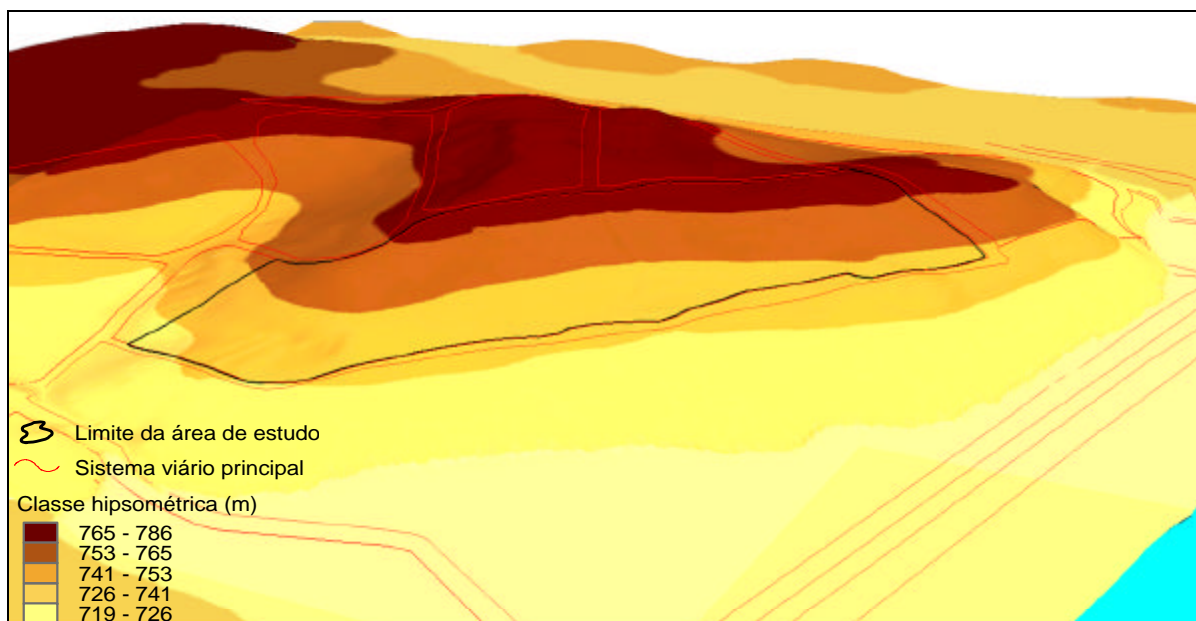 Limite da área de estudo
Sistema viário principal
Classe hipsométrica (m)
765 - 786
753 - 765
741 - 753
726 - 741
719 - 726